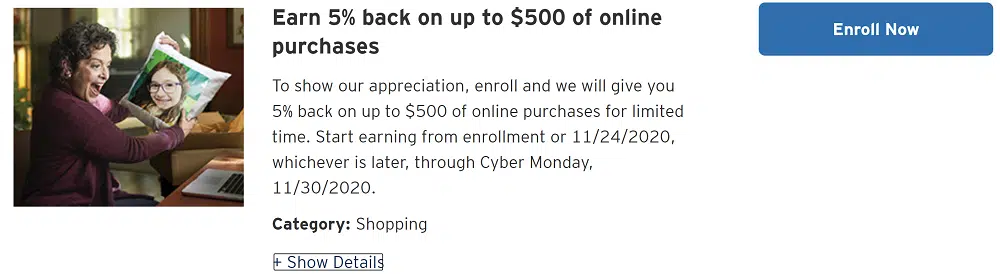 Earn 5% back on up to $500 of online
purchases
Enroll Now
To show our appreciation, enroll and we will give you
5% back on up to $500 of online purchases for limited
time. Start earning from enrollment or 11/24/2020,
whichever is later, through Cyber Monday,
11/30/2020.
Category: Shopping
+ Show Details